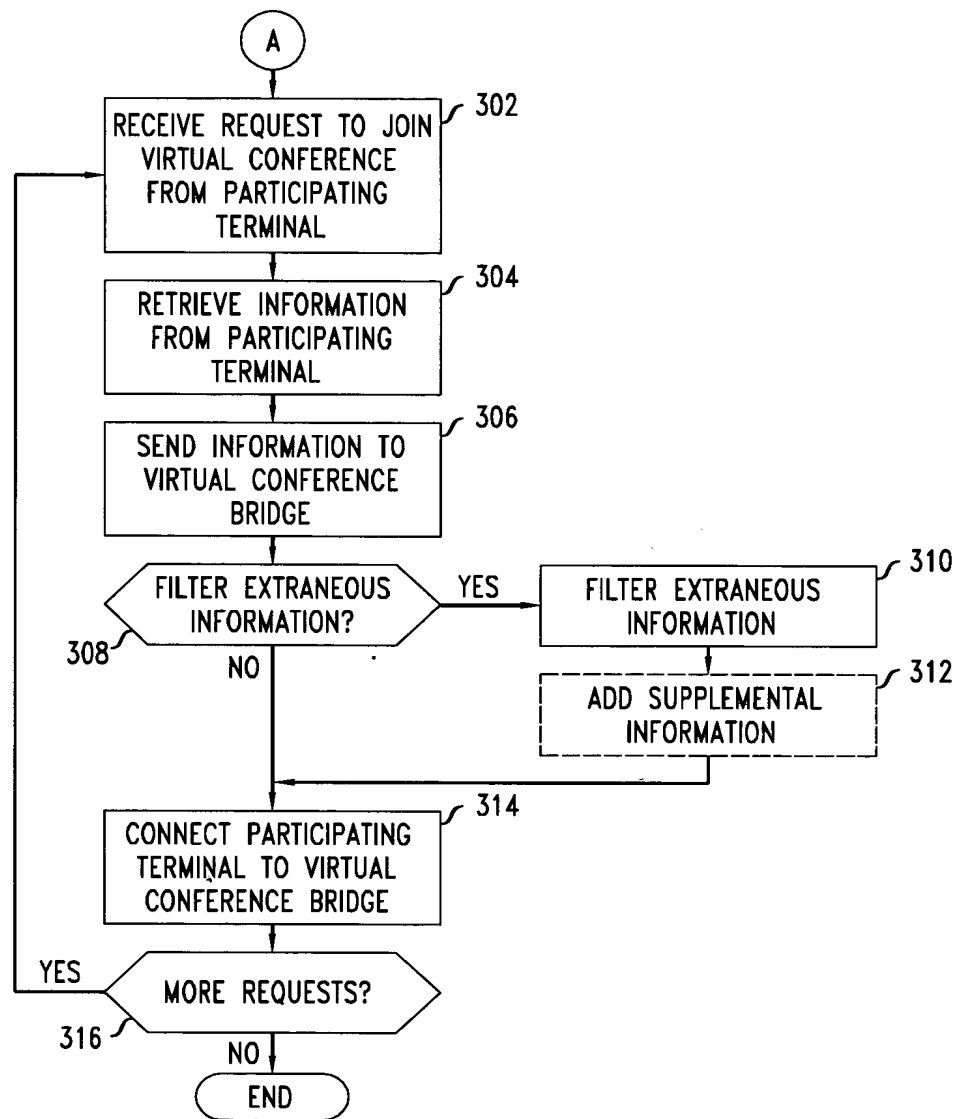 A
302
RECEIVE REQUEST TO JOIN
VIRTUAL CONFERENCE
FROM PARTICIPATING
TERMINAL
304
RETRIEVE INFORMATION
FROM PARTICIPATING
TERMINAL
306
SEND INFORMATION TO
VIRTUAL CONFERENCE
BRIDGE
308
FILTER EXTRANEOUS
INFORMATION?
YES
NO
310
FILTER EXTRANEOUS
INFORMATION
312
ADD SUPPLEMENTAL
INFORMATION
314
CONNECT PARTICIPATING
TERMINAL TO VIRTUAL
CONFERENCE BRIDGE
YES
MORE REQUESTS?
316
NO
END